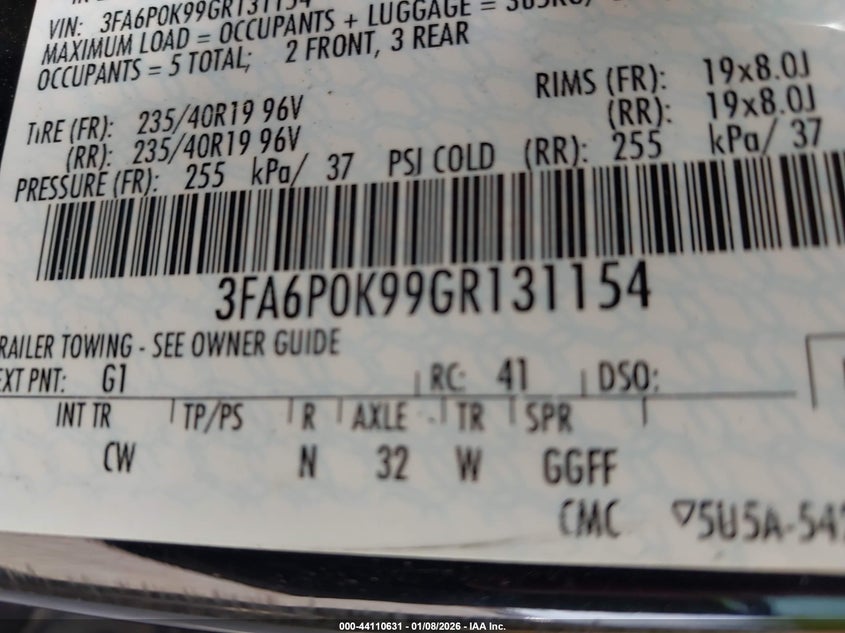 VIN: 3FA6P0K99GR131154
MAXIMUM LOAD = OCCUPANTS + LUGGAGE =
OCCUPANTS = 5 TOTAL; 2 FRONT, 3 REAR
TIRE (FR): 235/40R19 96V RIMS (FR): 19x8.0J
(RR): 235/40R19 96V (RR): 19x8.0J
PRESSURE (FR): 255 kPa/ 37 PSI COLD (RR): 255 kPa/ 37
3FA6P0K99GR131154
RAILER TOWING - SEE OWNER GUIDE
EXT PNT: G1 RC: 41 DSO:
INT TR TP/PS R AXLE TR SPR
CW N 32 W GGFF
CMC 5U5A-54
000-44110631 - 01/08/2026 - IAA Inc.